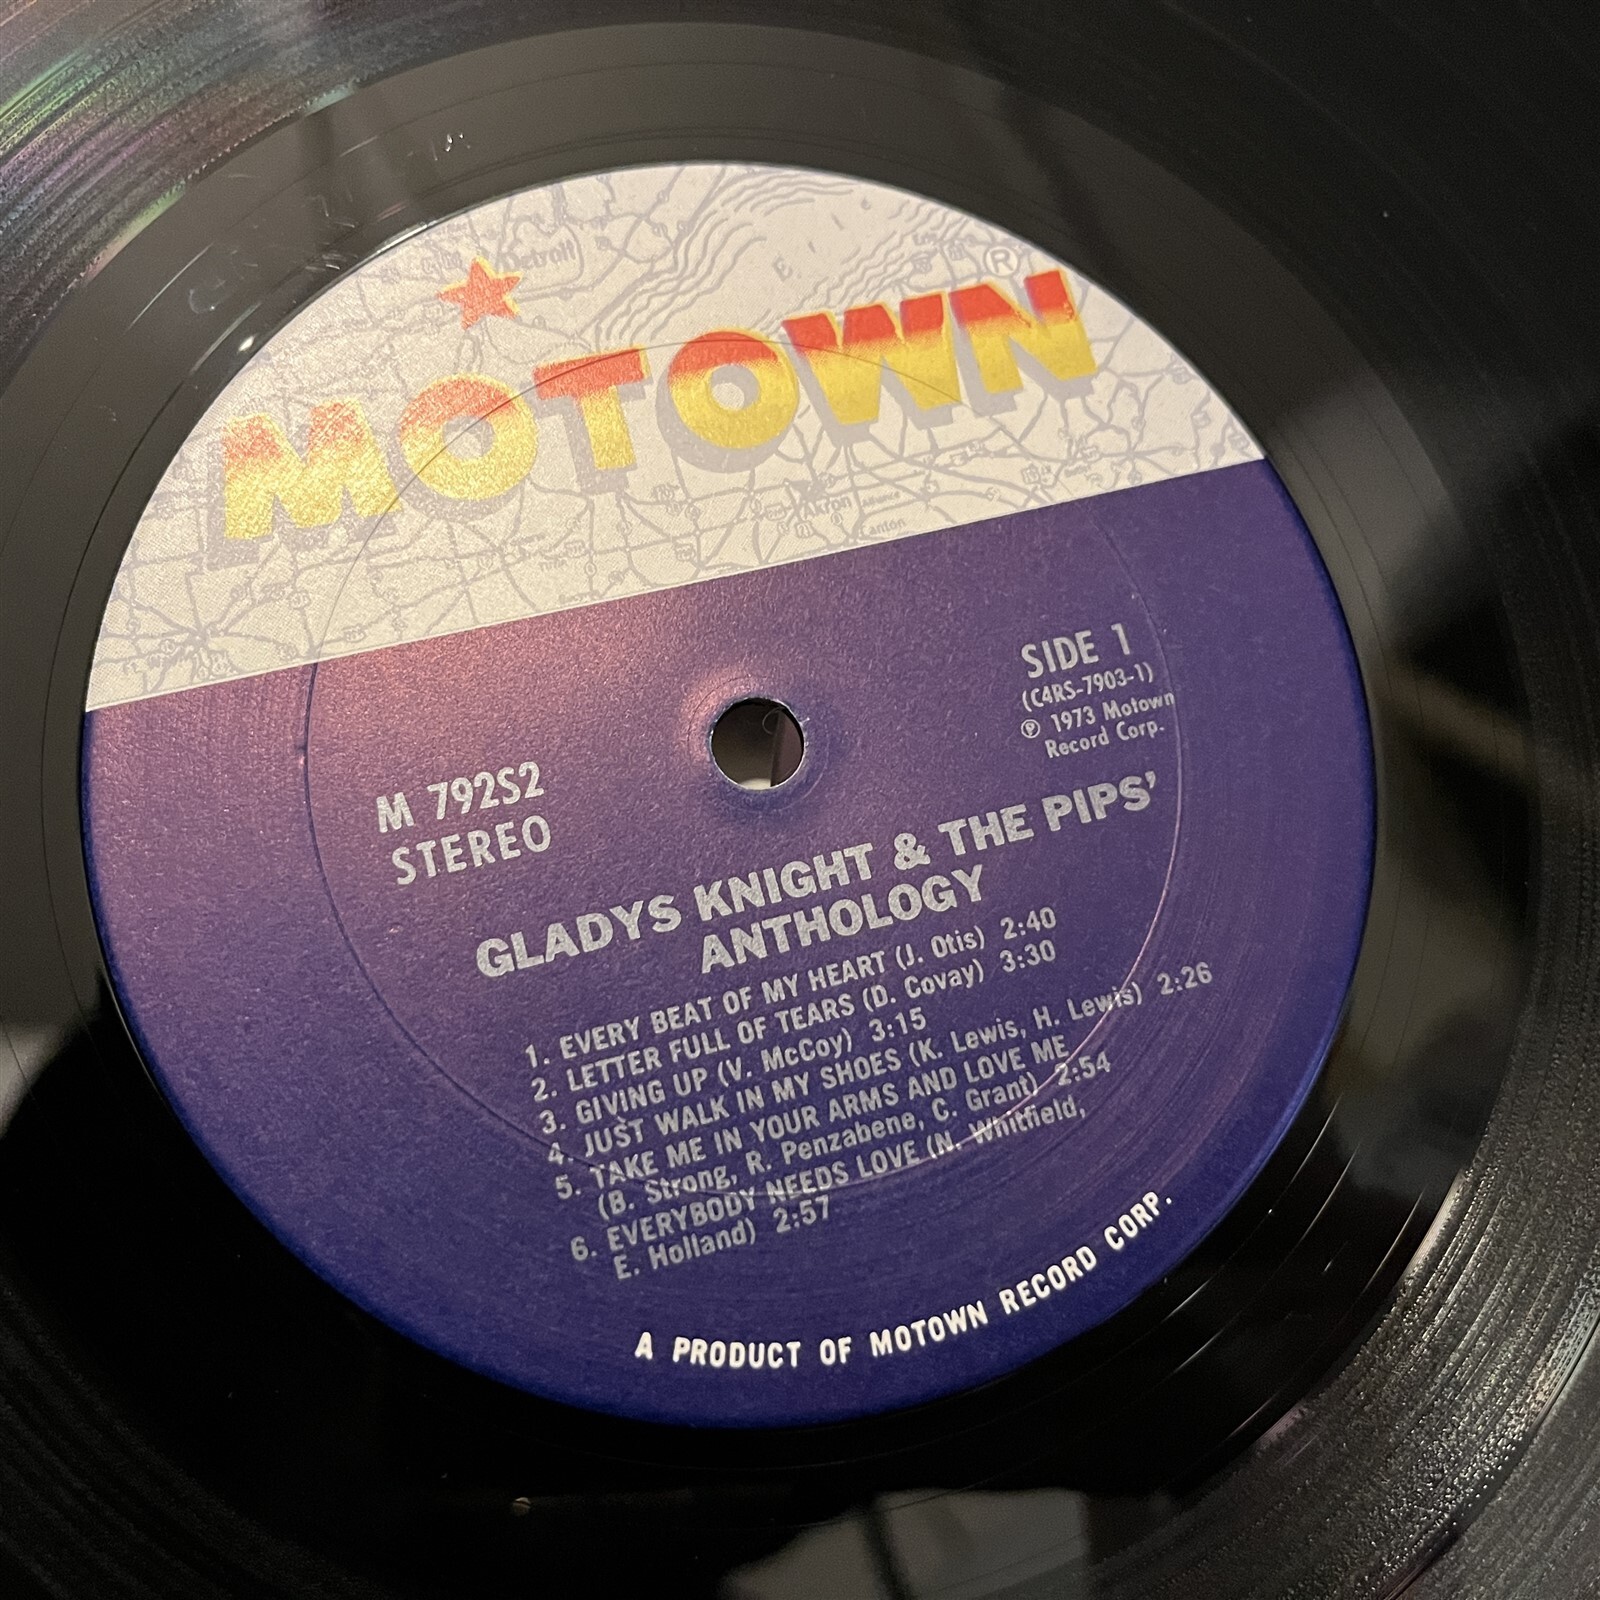 Detroit
E R I E
®
MOTOWN
Akron
Alliance
Canton
SIDE 1
(C4RS-7903-1)
℗ 1973 Motown
Record Corp.
M 792S2
STEREO
GLADYS KNIGHT & THE PIPS'
ANTHOLOGY
1. EVERY BEAT OF MY HEART (J. Otis) 2:40
2. LETTER FULL OF TEARS (D. Covay) 3:30
3. GIVING UP (V. McCoy) 3:15
4. JUST WALK IN MY SHOES (K. Lewis, H. Lewis) 2:26
5. TAKE ME IN YOUR ARMS AND LOVE ME
(B. Strong, R. Penzabene, C. Grant) 2:54
6. EVERYBODY NEEDS LOVE (N. Whitfield,
E. Holland) 2:57
A PRODUCT OF MOTOWN RECORD CORP.